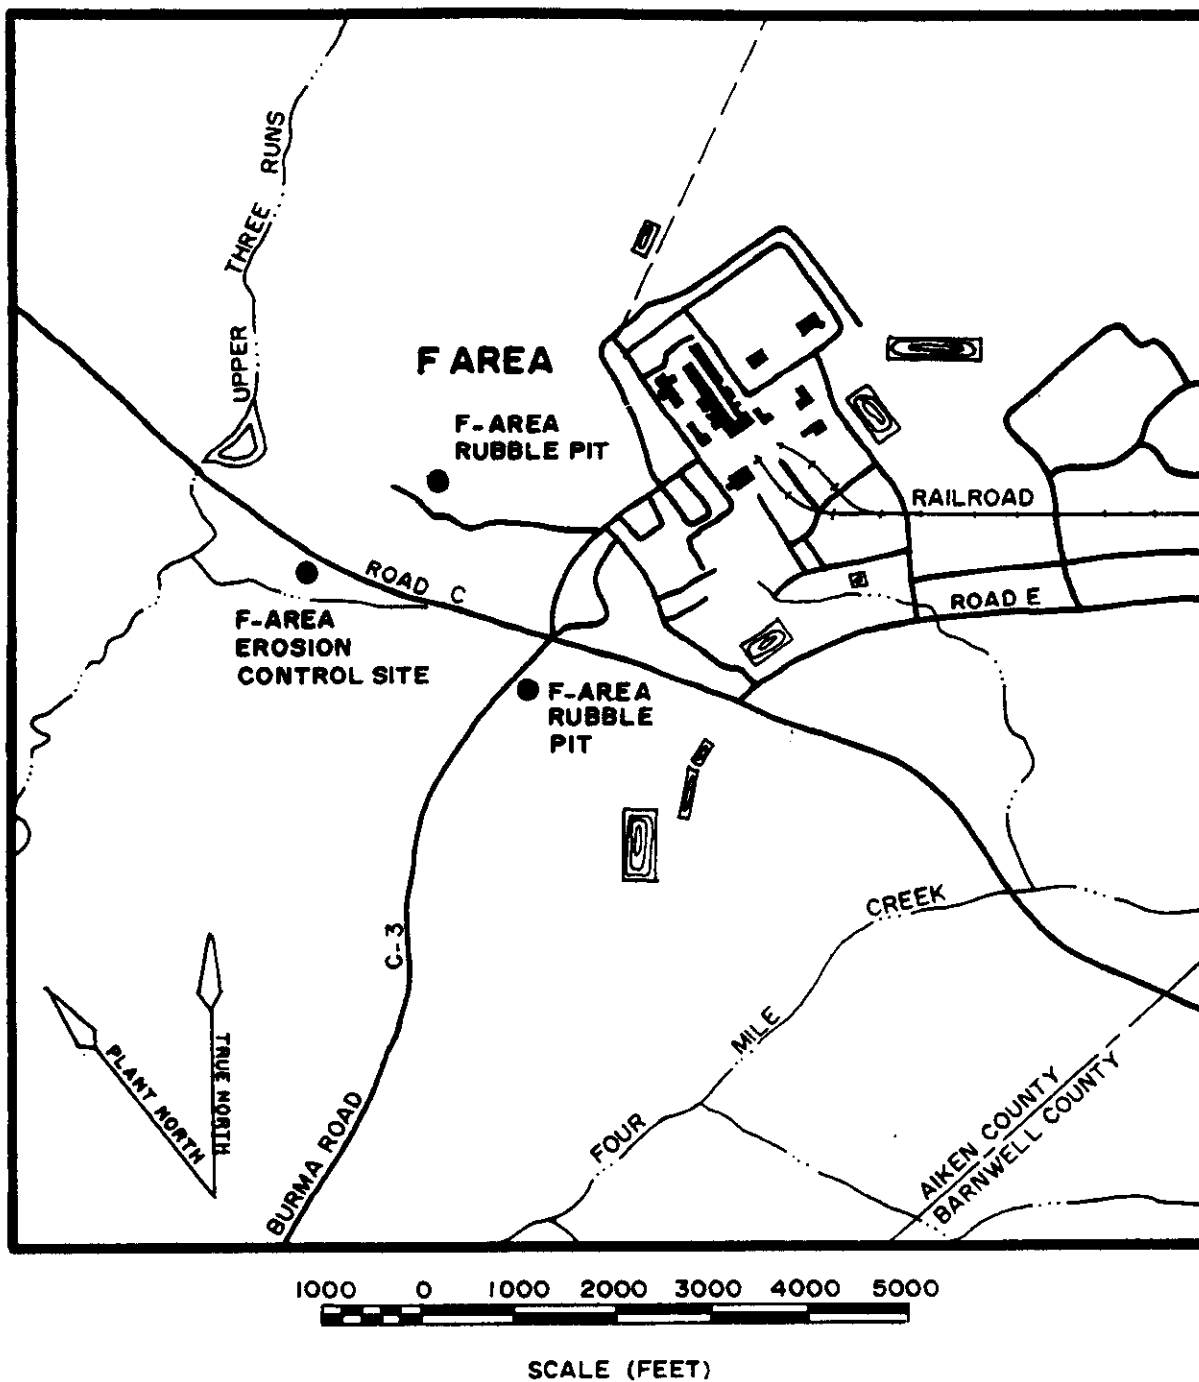 UPPER THREE RUNS
F AREA
F-AREA
RUBBLE PIT
RAILROAD
ROAD C
ROAD E
F-AREA
EROSION
CONTROL SITE
F-AREA
RUBBLE
PIT
C-3
FOUR MILE CREEK
PLANT NORTH
TRUE NORTH
BURMA ROAD
AIKEN COUNTY
BARNWELL COUNTY
1000 0 1000 2000 3000 4000 5000
SCALE (FEET)